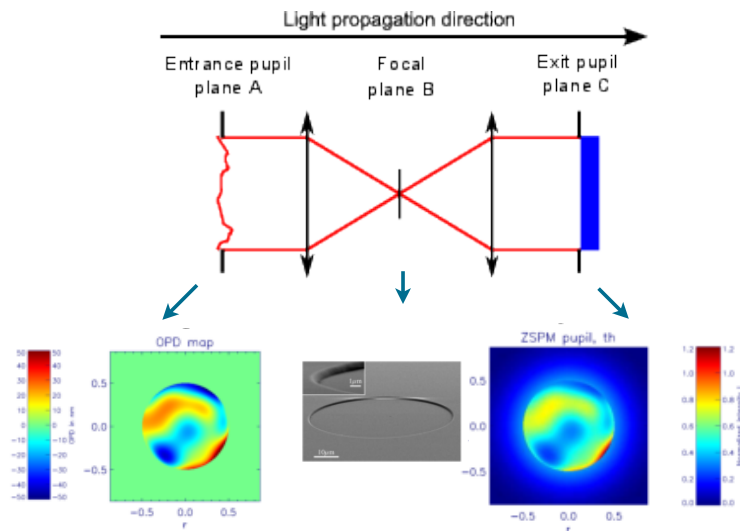 Light propagation direction
Entrance pupil
plane A
Focal
plane B
Exit pupil
plane C
OPD map
50
40
30
20
10
0
-10
-20
-30
-40
-50
OPD in nm
0.5
0.0
-0.5
-0.5 0.0 0.5
r
1μm
10μm
ZSPM pupil, th
0.5
0.0
-0.5
-0.5 0.0 0.5
r
1.2
1.0
0.8
0.6
0.4
0.2
0.0